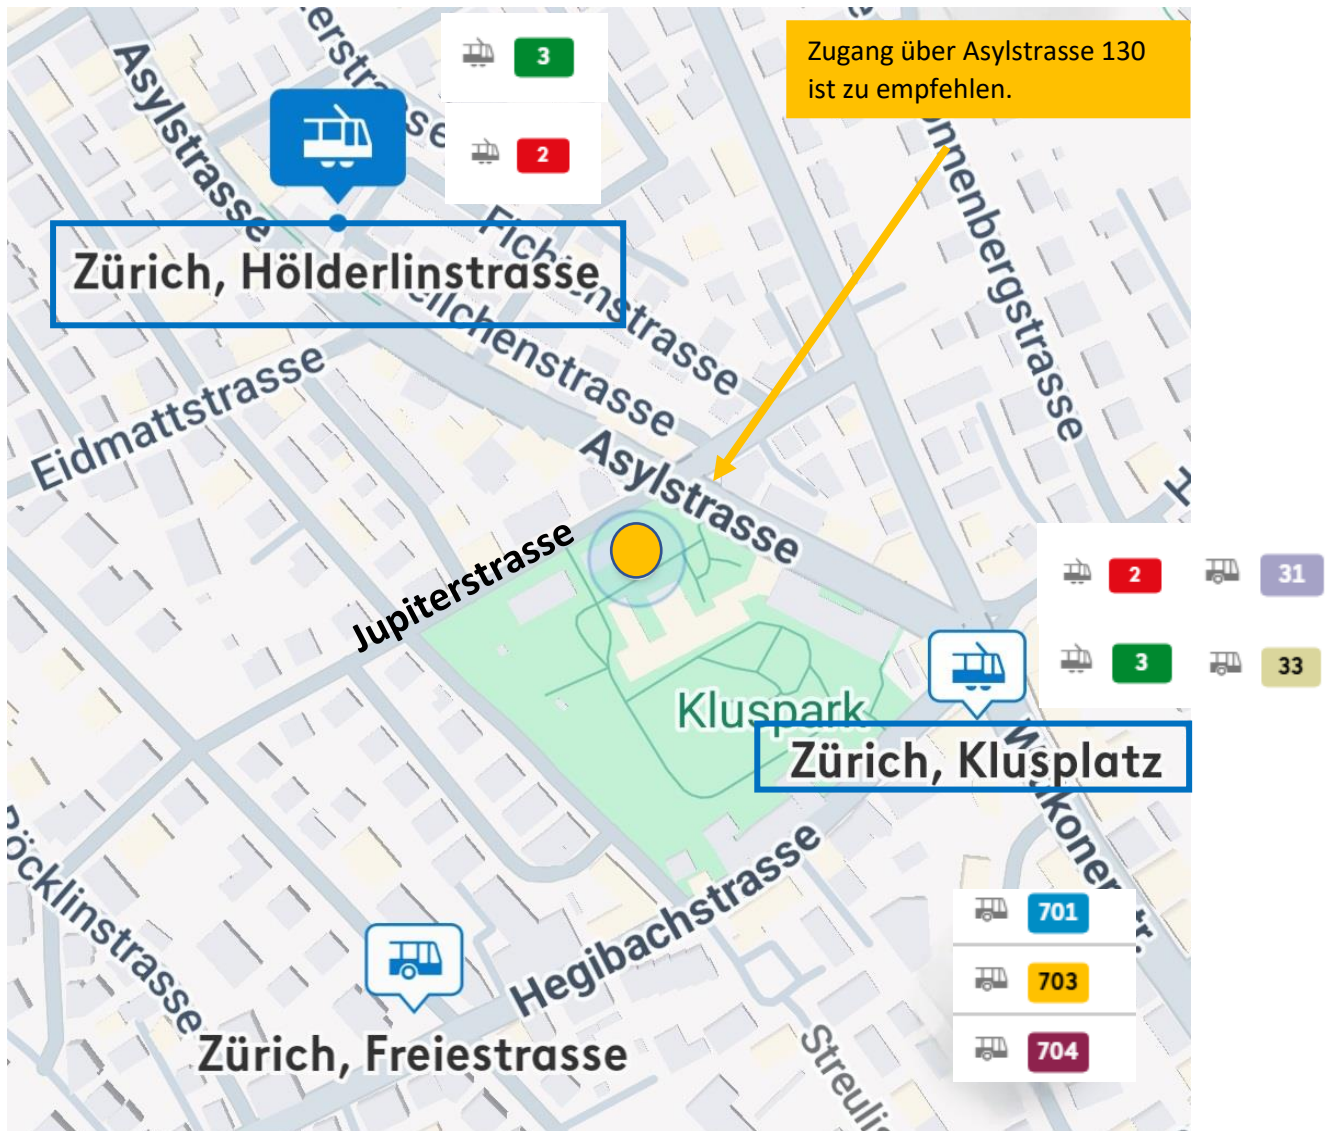 Asylstrasse
3
2
Zugang über Asylstrasse 130
ist zu empfehlen.
Zürich, Hölderlinstrasse
Eidmattstrasse
Asylstrasse
Jupiterstrasse
2
31
3
33
Kluspark
Zürich, Klusplatz
Hegibachstrasse
701
703
704
Zürich, Freiestrasse